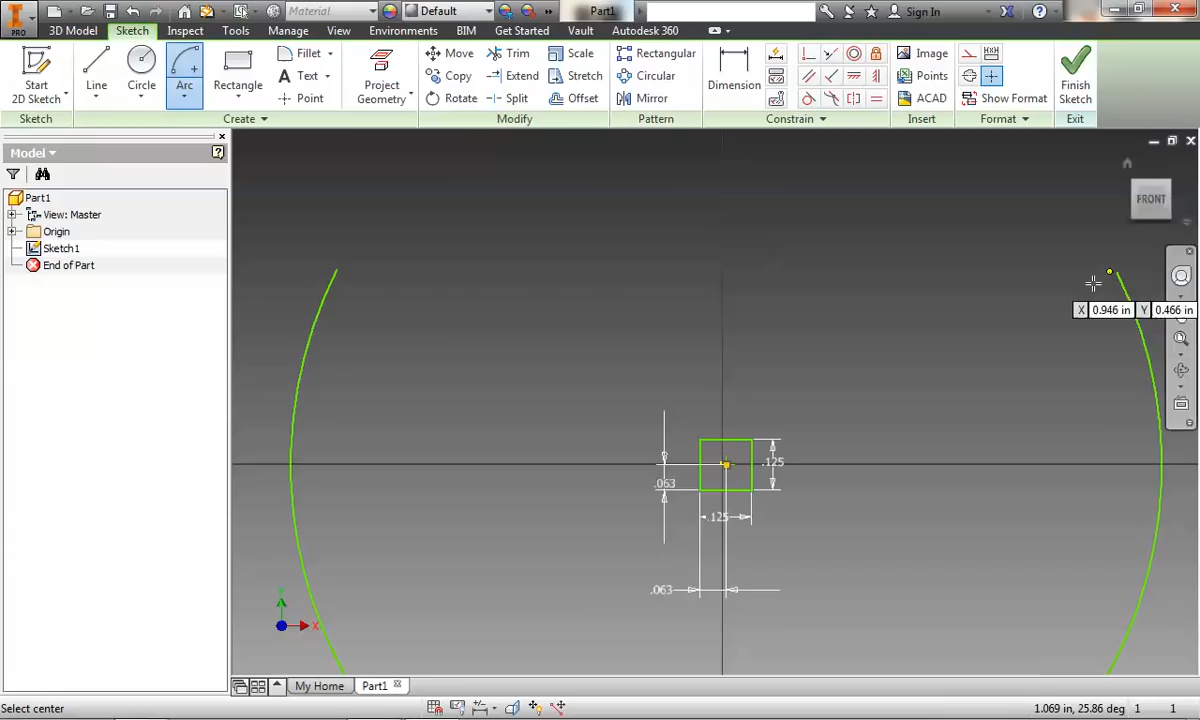 PRO
Material
Default
Part1
Sign In
3D Model Sketch Inspect Tools Manage View Environments BIM Get Started Vault Autodesk 360
Start
2D Sketch
Line
Circle
Arc
Rectangle
Fillet
Text
Point
Project
Geometry
Move
Copy
Rotate
Trim
Extend
Split
Scale
Stretch
Offset
Rectangular
Circular
Mirror
Dimension
Image
Points
ACAD
Show Format
Finish
Sketch
Sketch Create Modify Pattern Constrain Insert Format Exit
Model
Part1
View: Master
Origin
Sketch1
End of Part
FRONT
X 0.946 in Y 0.466 in
.125
.063
.125
.063
Y
X
My Home
Part1
Select center
1.069 in, 25.86 deg 1 1